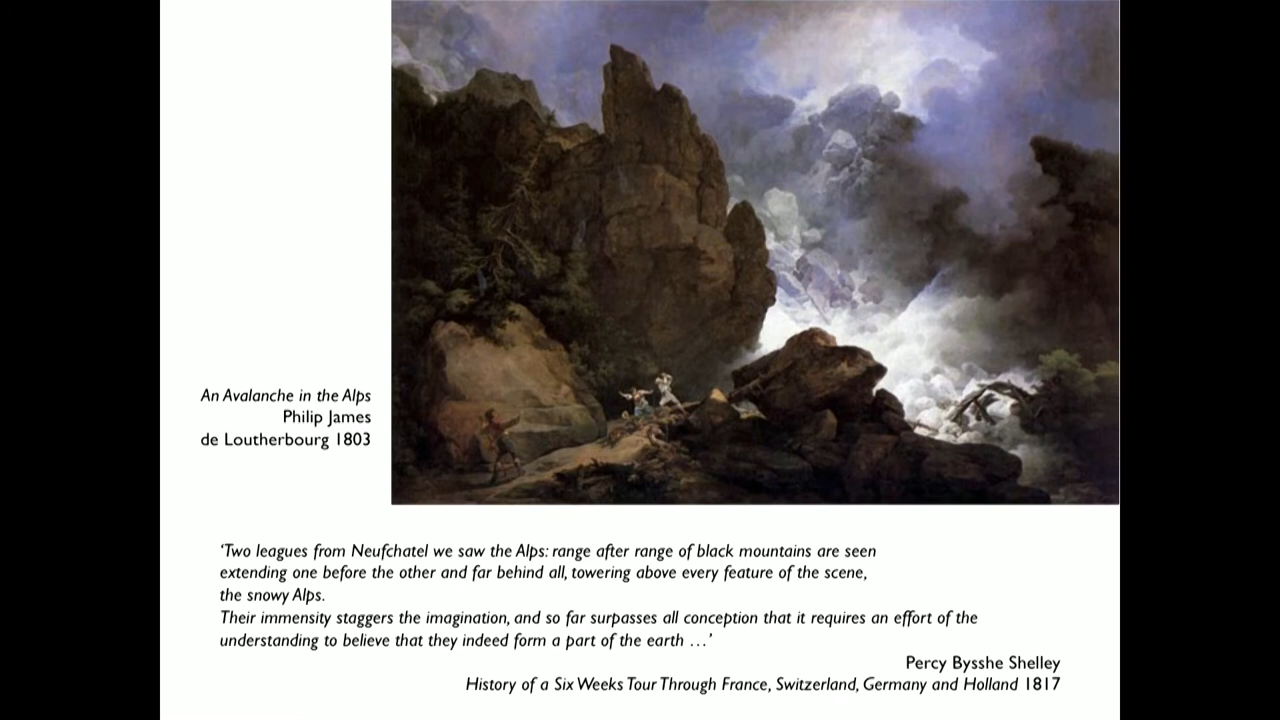 An Avalanche in the Alps
Philip James
de Loutherbourg 1803
‘Two leagues from Neufchatel we saw the Alps: range after range of black mountains are seen
extending one before the other and far behind all, towering above every feature of the scene,
the snowy Alps.
Their immensity staggers the imagination, and so far surpasses all conception that it requires an effort of the
understanding to believe that they indeed form a part of the earth …’
Percy Bysshe Shelley
History of a Six Weeks Tour Through France, Switzerland, Germany and Holland 1817